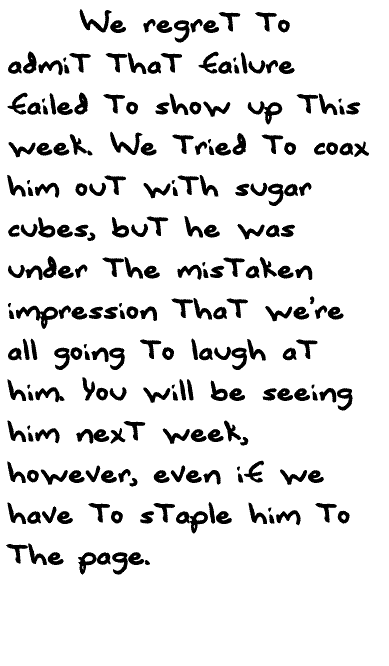 We regret to
admit that failure
failed to show up this
week. We tried to coax
him out with sugar
cubes, but he was
under the mistaken
impression that we're
all going to laugh at
him. You will be seeing
him next week,
however, even if we
have to staple him to
the page.